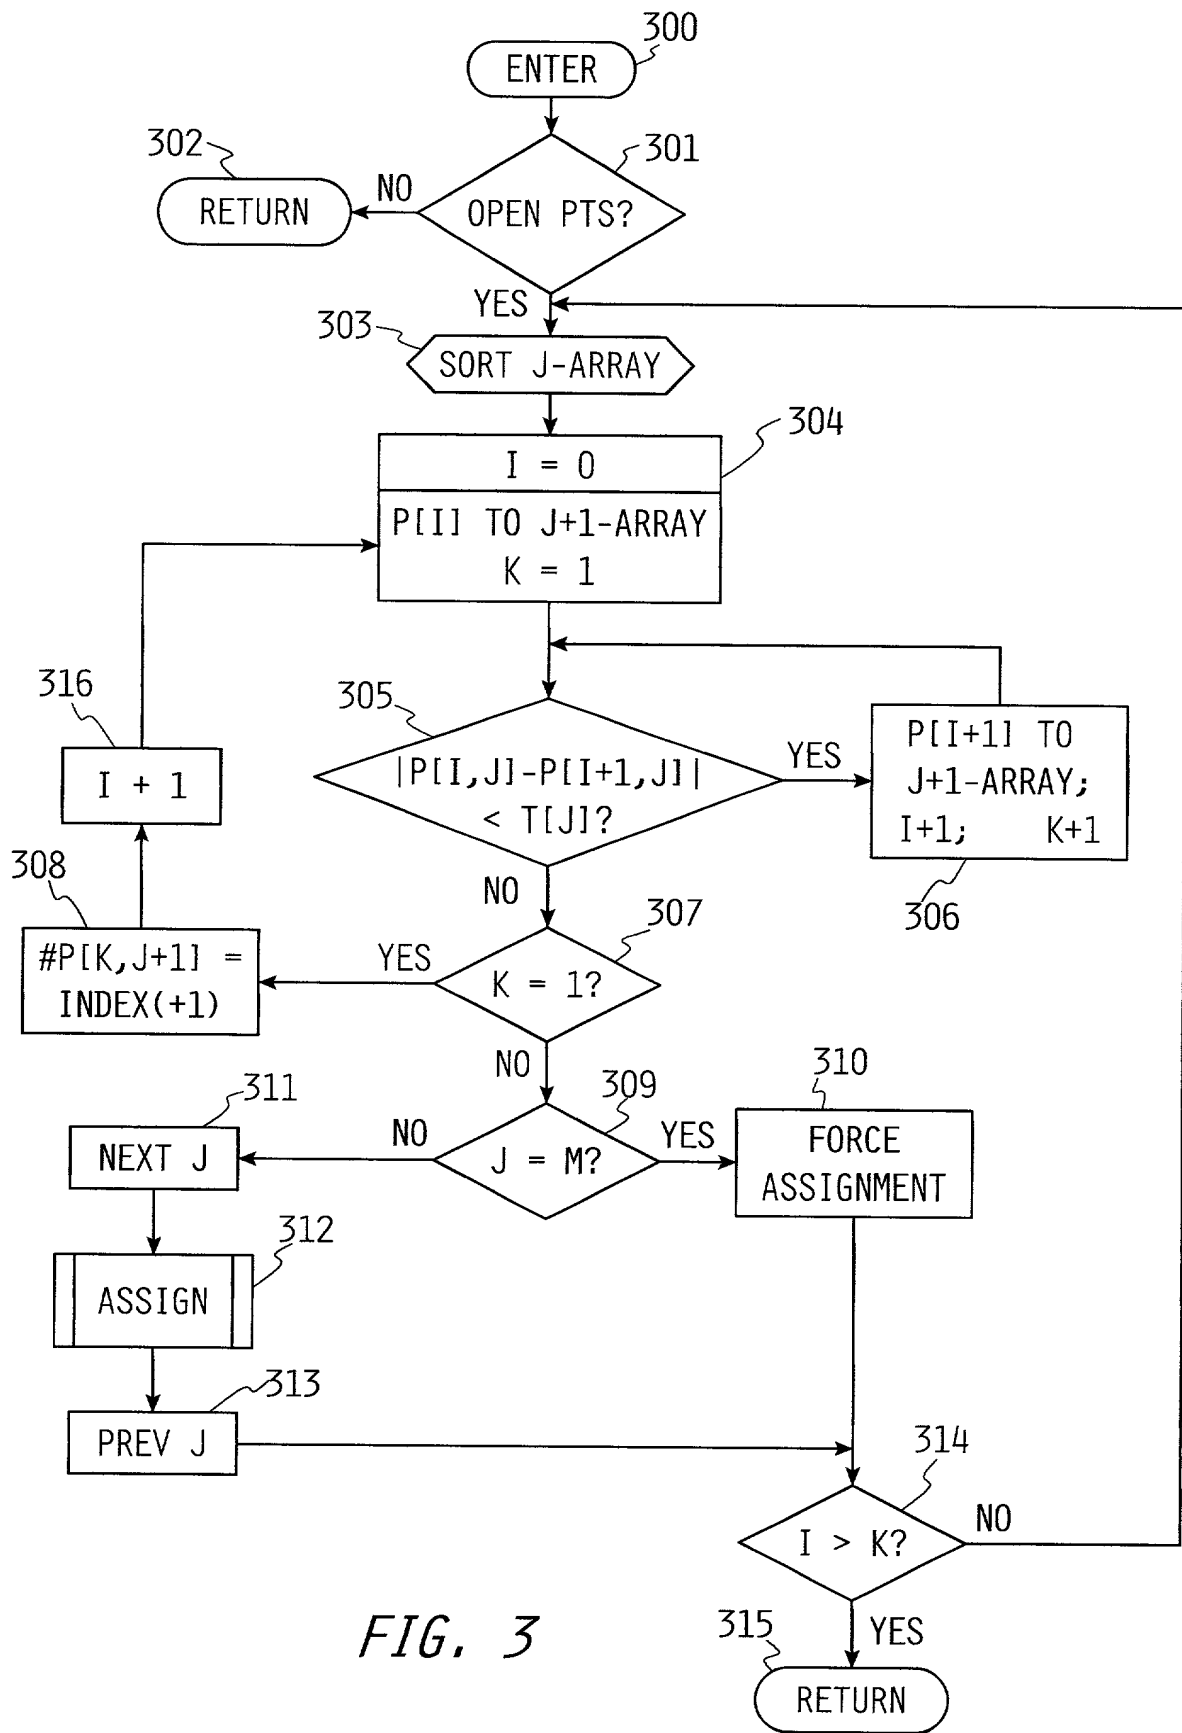 300
ENTER
302
301
NO
RETURN
OPEN PTS?
YES
303
SORT J-ARRAY
304
I = 0
P[I] TO J+1-ARRAY
K = 1
316
305
I + 1
|P[I,J]-P[I+1,J]|
< T[J]?
YES
P[I+1] TO
J+1-ARRAY;
I+1; K+1
306
308
NO
307
#P[K,J+1] =
INDEX(+1)
YES
K = 1?
NO
310
311
309
NO
YES
NEXT J
J = M?
FORCE
ASSIGNMENT
312
ASSIGN
313
PREV J
314
I > K?
NO
FIG. 3
315
YES
RETURN